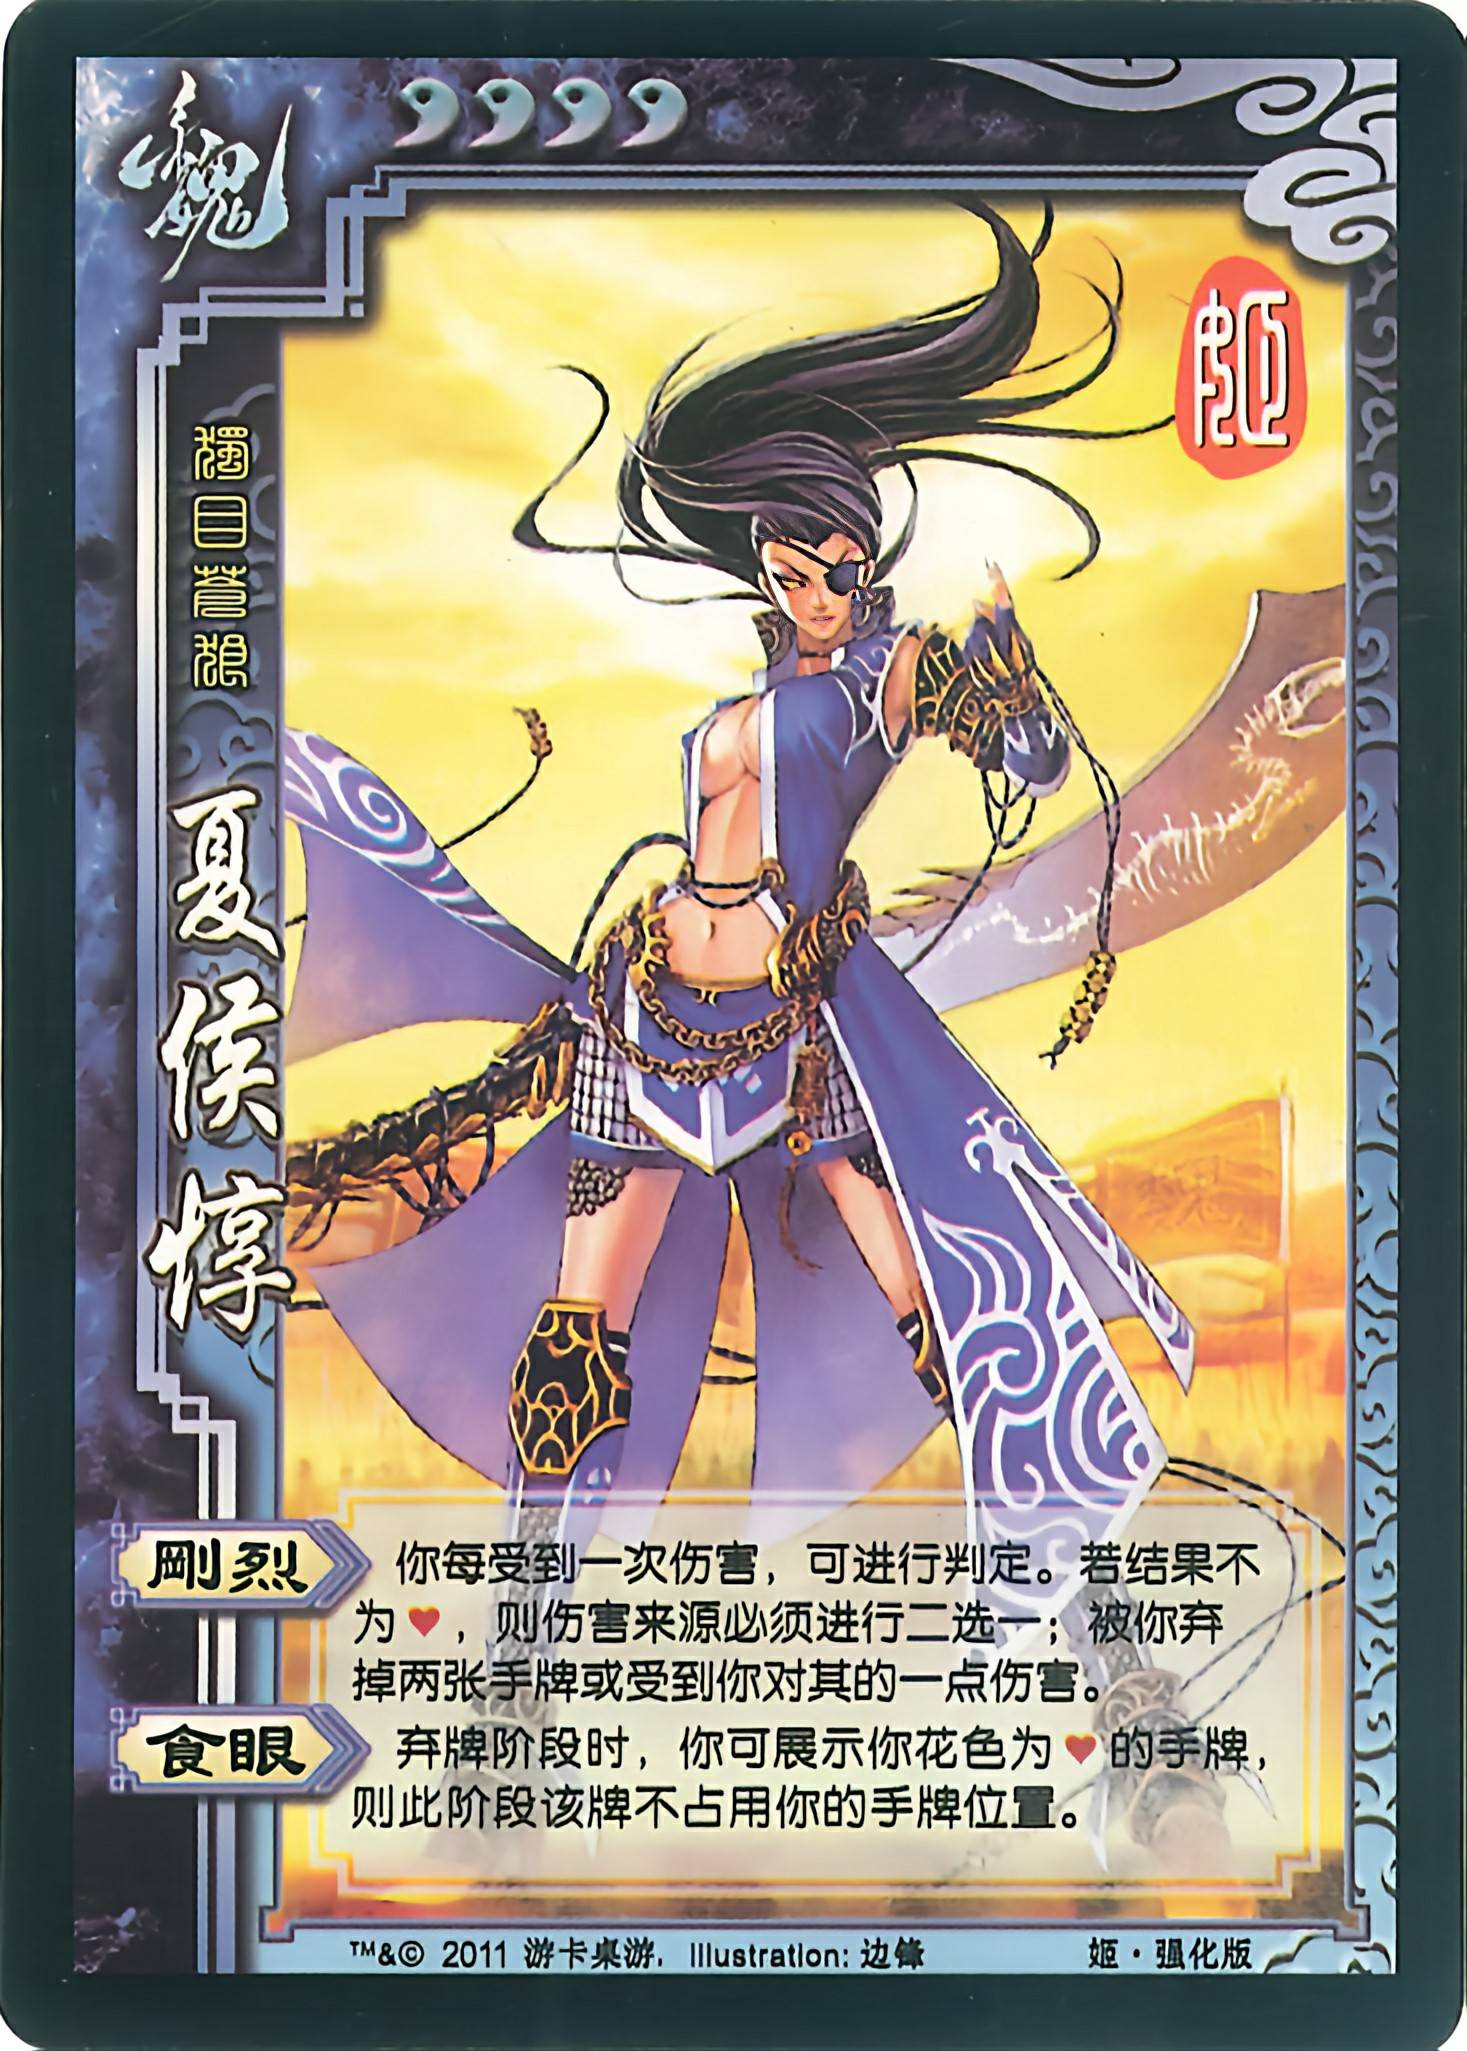 魏
姬
獨目蒼狼
夏侯惇
剛烈
你每受到一次伤害，可进行判定。若结果不
为♥，则伤害来源必须进行二选一；被你弃
掉两张手牌或受到你对其的一点伤害。
食眼
弃牌阶段时，你可展示你花色为♥的手牌，
则此阶段该牌不占用你的手牌位置。
™&© 2011 游卡桌游. Illustration: 边锋
姬·强化版